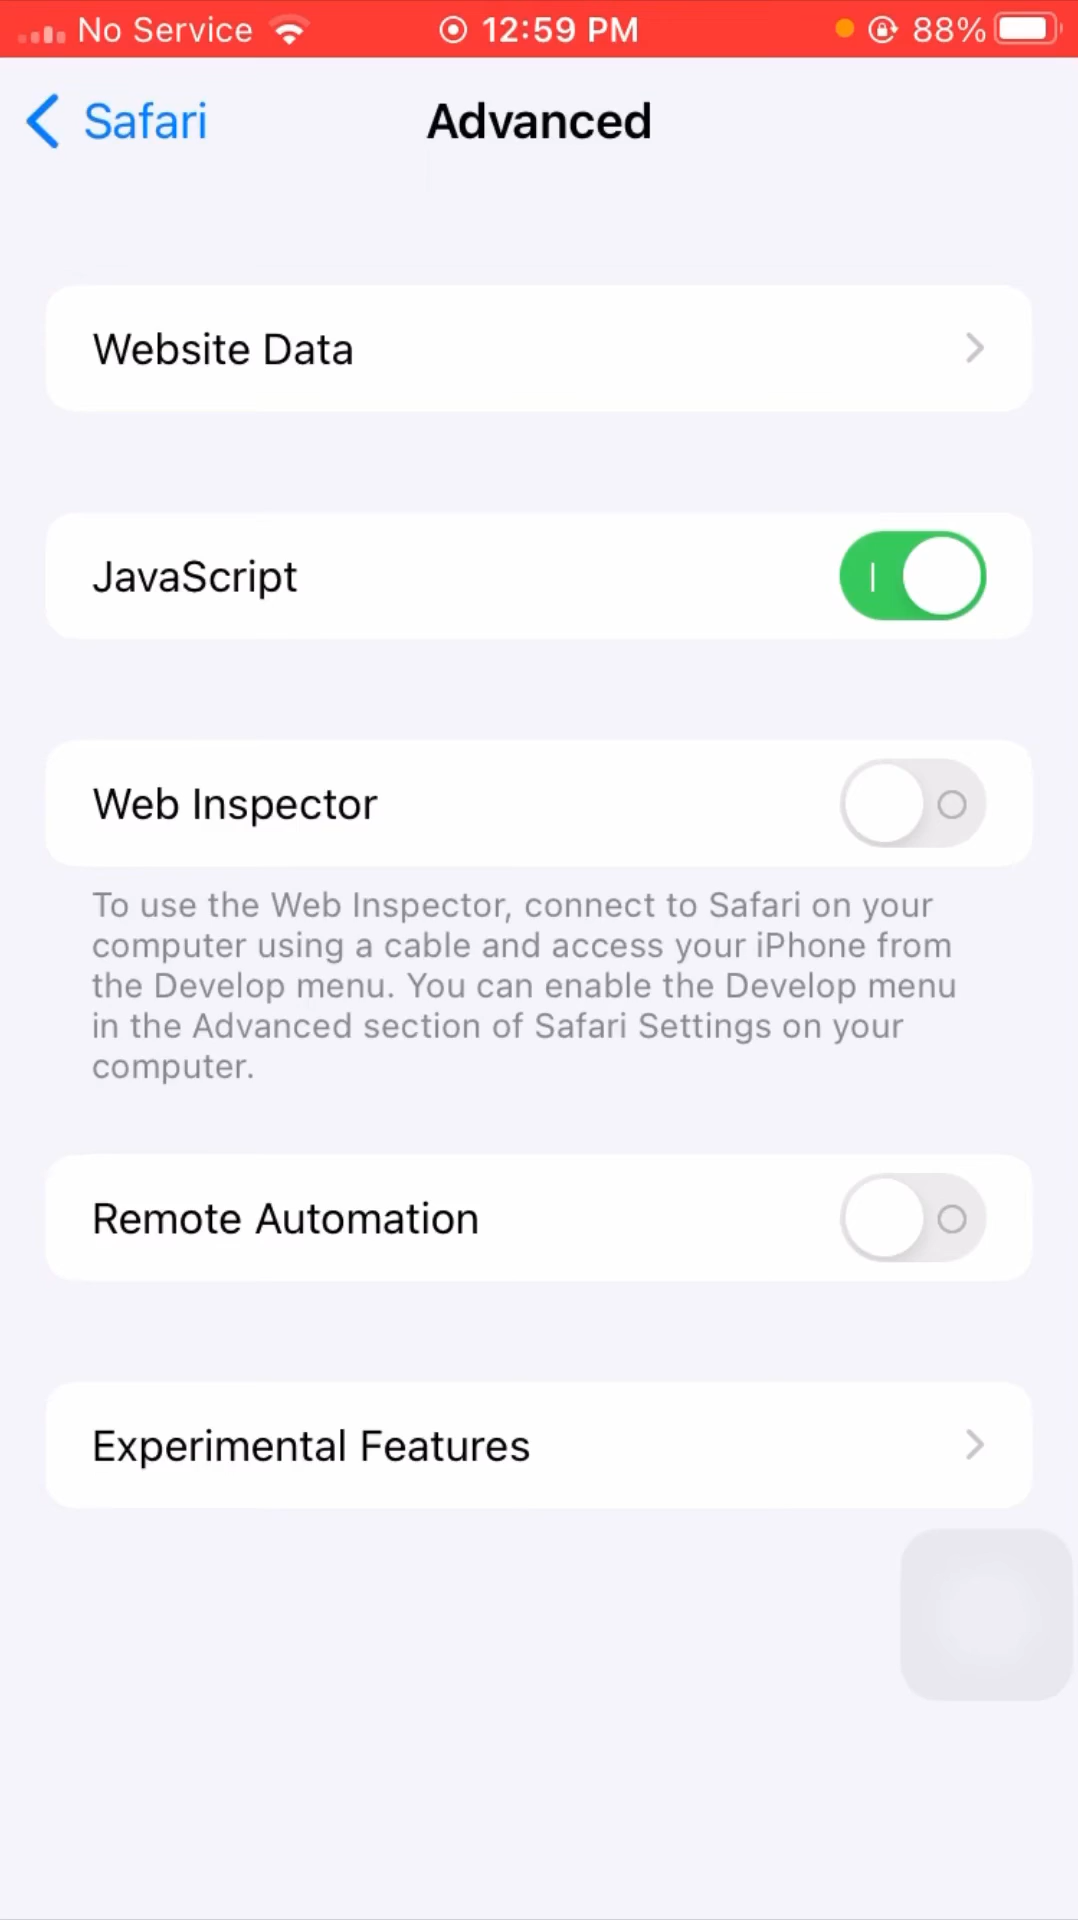 No Service 12:59 PM 88%
Safari Advanced
Website Data
JavaScript
Web Inspector
To use the Web Inspector, connect to Safari on your
computer using a cable and access your iPhone from
the Develop menu. You can enable the Develop menu
in the Advanced section of Safari Settings on your
computer.
Remote Automation
Experimental Features